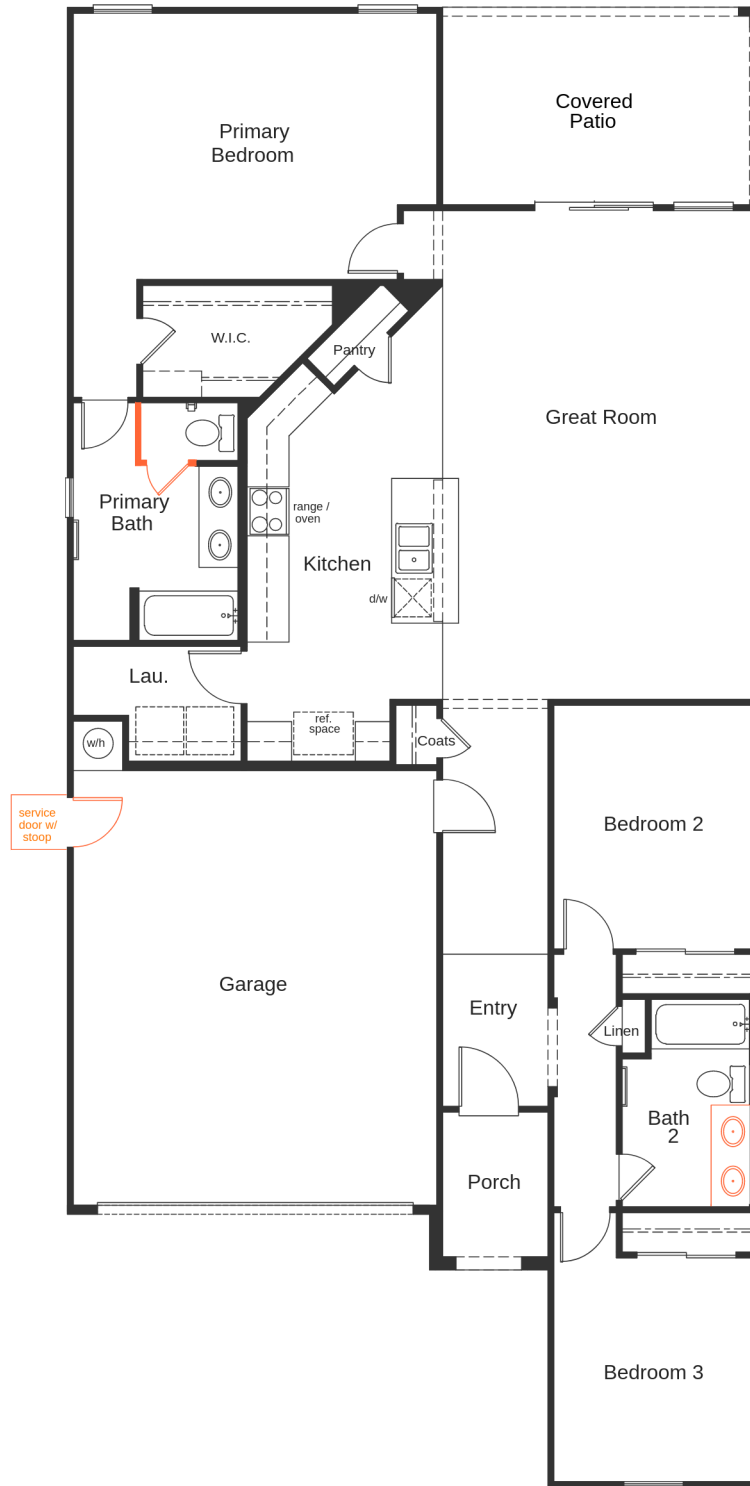 Covered
Patio
Primary
Bedroom
W.I.C.
Pantry
Great Room
Primary
Bath
range /
oven
Kitchen
d/w
Lau.
ref.
space
w/h
Coats
service
door w/
stoop
Bedroom 2
Garage
Entry
Linen
Bath
2
Porch
Bedroom 3